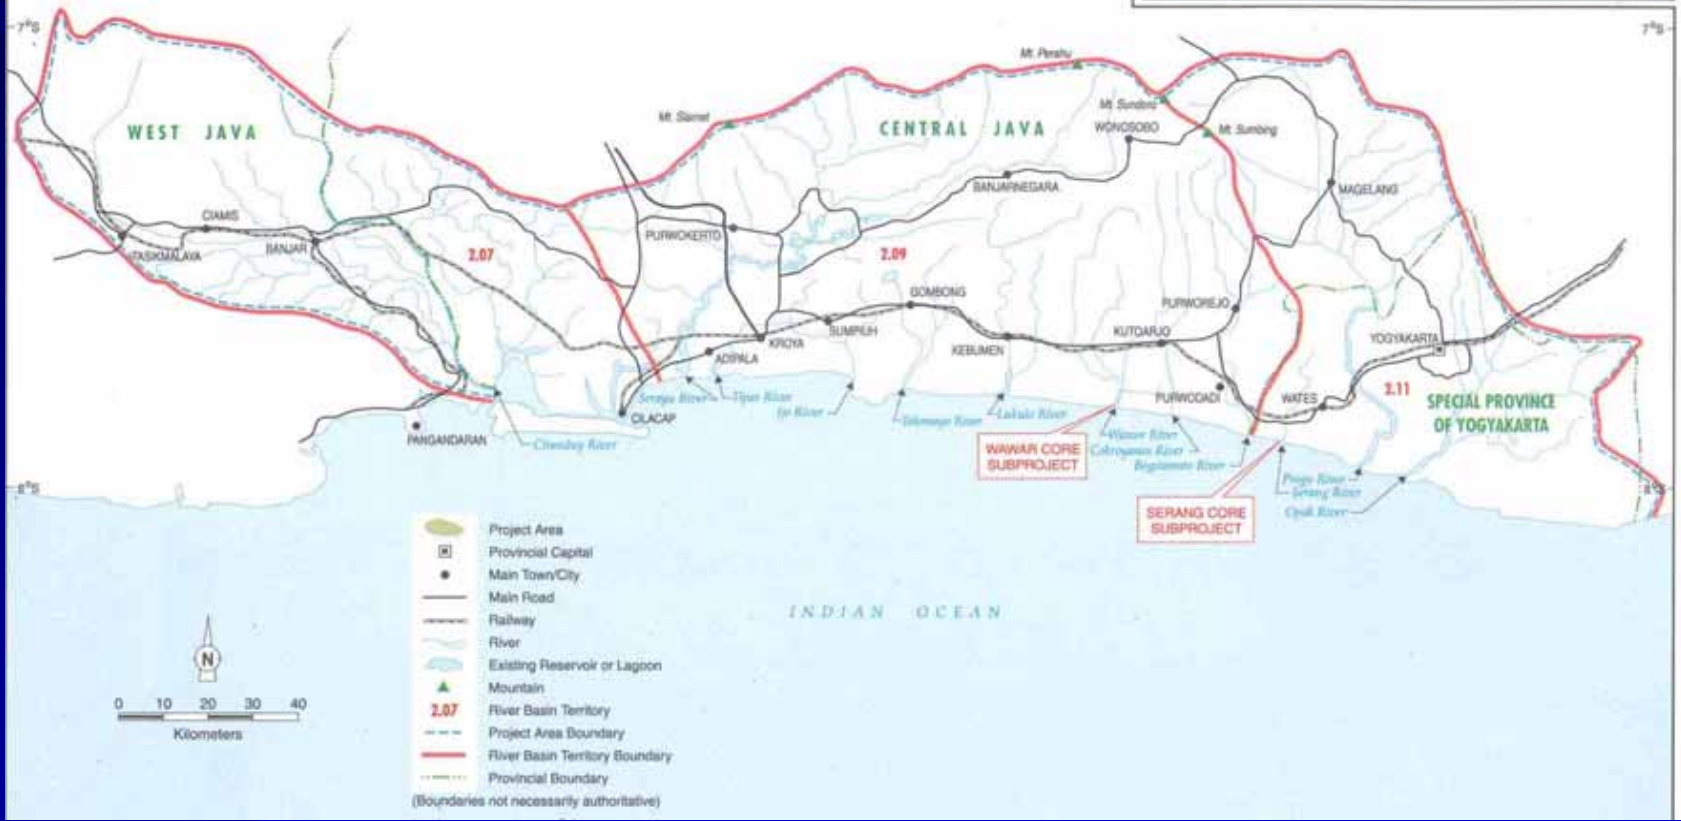 7°S
7°S
Mt. Perahu
WEST JAVA
Mt. Slamet
CENTRAL JAVA
Mt. Sundoro
WONOSOBO
Mt. Sumbing
BANJARNEGARA
MAGELANG
CIAMIS
TASIKMALAYA
BANJAR
2.07
PURWOKERTO
2.09
GOMBONG
PURWOREJO
SUMPIUH
KROYA
ADIPALA
KEBUMEN
KUTOARJO
YOGYAKARTA
2.11
SPECIAL PROVINCE
OF YOGYAKARTA
Serayu River
Tipar River
Ijo River
PURWODADI
WATES
CILACAP
PANGANDARAN
Citanduy River
Telomoyo River
Lukulo River
WAWAR CORE
SUBPROJECT
Wawar River
Cokroyasan River
Bogowonto River
Progo River
Serang River
Opak River
8°S
8°S
SERANG CORE
SUBPROJECT
INDIAN OCEAN
Project Area
Provincial Capital
Main Town/City
Main Road
Railway
River
Existing Reservoir or Lagoon
Mountain
2.07 River Basin Territory
Project Area Boundary
River Basin Territory Boundary
Provincial Boundary
(Boundaries not necessarily authoritative)
N
0 10 20 30 40
Kilometers